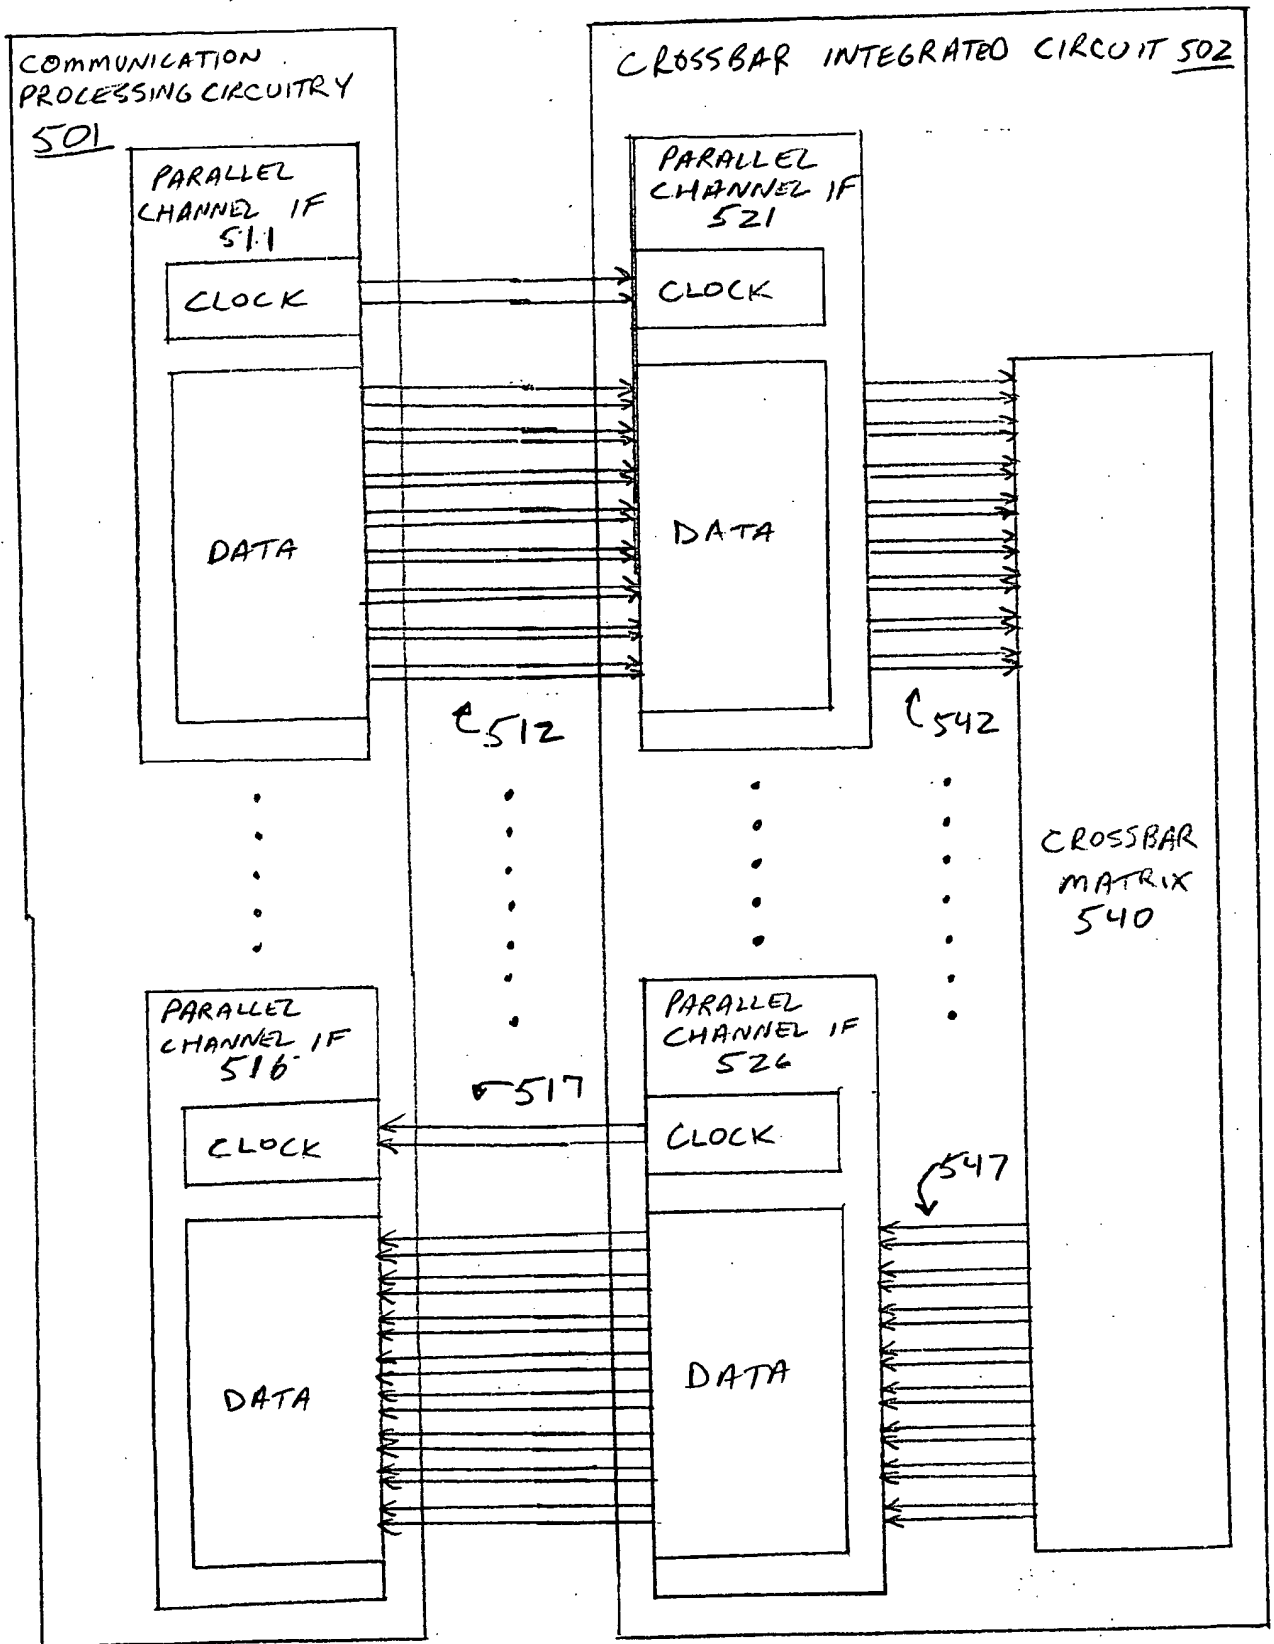 COMMUNICATION
PROCESSING CIRCUITRY
501
CROSSBAR INTEGRATED CIRCUIT 502
PARALLEL
CHANNEL IF
511
CLOCK
DATA
PARALLEL
CHANNEL IF
521
CLOCK
DATA
512
542
CROSSBAR
MATRIX
540
PARALLEL
CHANNEL IF
516
CLOCK
DATA
517
PARALLEL
CHANNEL IF
526
CLOCK
DATA
547